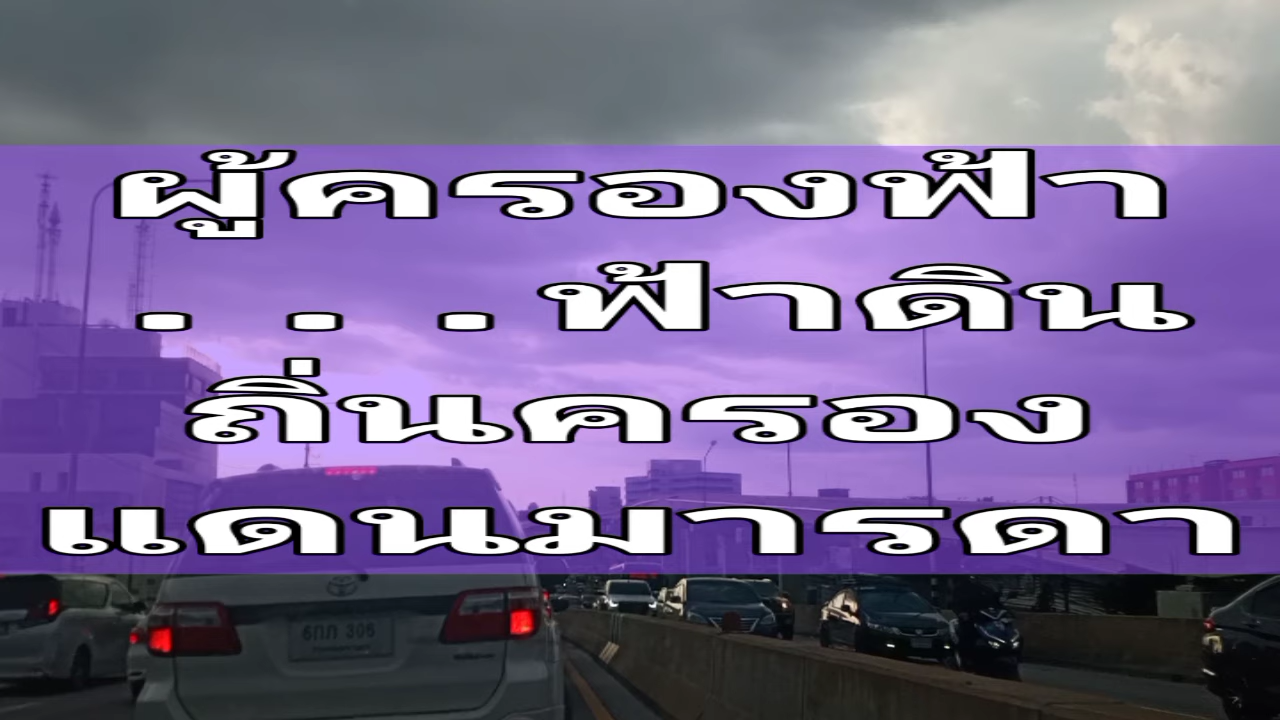 ผู้ครองฟ้า
. . . ฟ้าดิน
ถิ่นครอง
แดนมารดา
6กภ 306